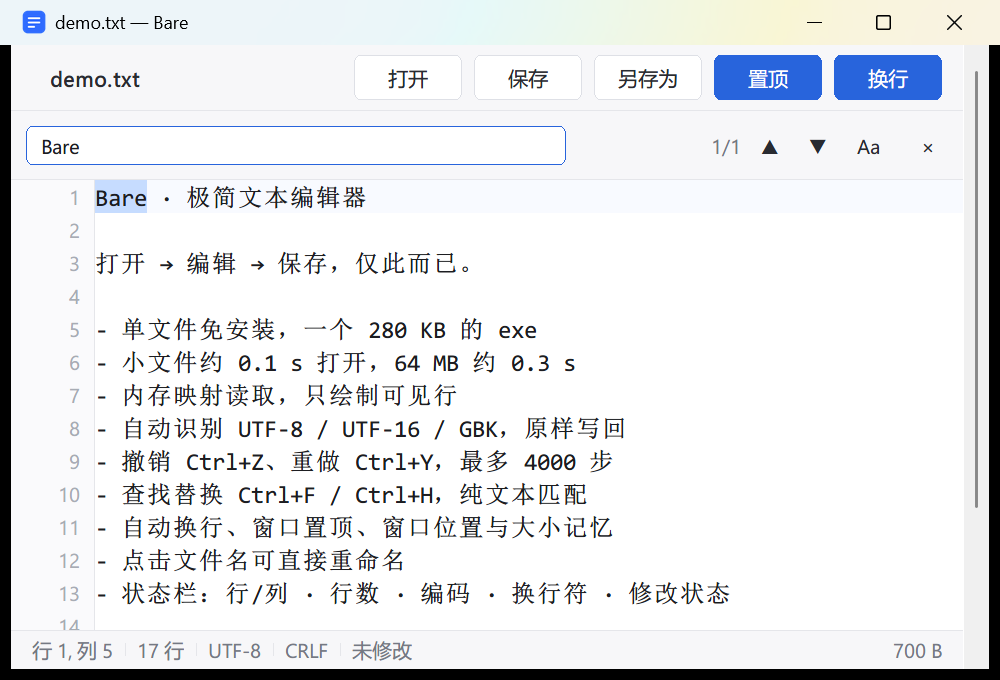 demo.txt — Bare
demo.txt 打开 保存 另存为 置顶 换行
Bare 1/1 ▲ ▼ Aa ×
1 Bare · 极简文本编辑器
2
3 打开 → 编辑 → 保存，仅此而已。
4
5 - 单文件免安装，一个 280 KB 的 exe
6 - 小文件约 0.1 s 打开，64 MB 约 0.3 s
7 - 内存映射读取，只绘制可见行
8 - 自动识别 UTF-8 / UTF-16 / GBK，原样写回
9 - 撤销 Ctrl+Z、重做 Ctrl+Y，最多 4000 步
10 - 查找替换 Ctrl+F / Ctrl+H，纯文本匹配
11 - 自动换行、窗口置顶、窗口位置与大小记忆
12 - 点击文件名可直接重命名
13 - 状态栏：行/列 · 行数 · 编码 · 换行符 · 修改状态
14
行 1, 列 5 17 行 UTF-8 CRLF 未修改 700 B